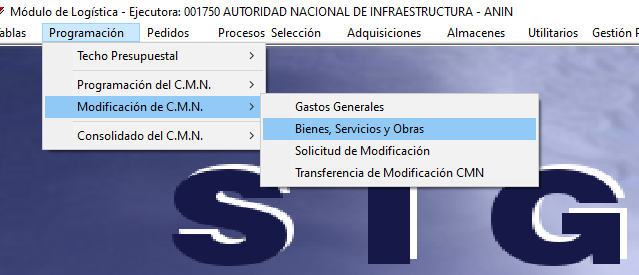 Módulo de Logística - Ejecutora: 001750 AUTORIDAD NACIONAL DE INFRAESTRUCTURA - ANIN
ablas Programación Pedidos Procesos Selección Adquisiciones Almacenes Utilitarios Gestión P
Techo Presupuestal
Programación del C.M.N.
Modificación de C.M.N.
Consolidado del C.M.N.
Gastos Generales
Bienes, Servicios y Obras
Solicitud de Modificación
Transferencia de Modificación CMN
SIG